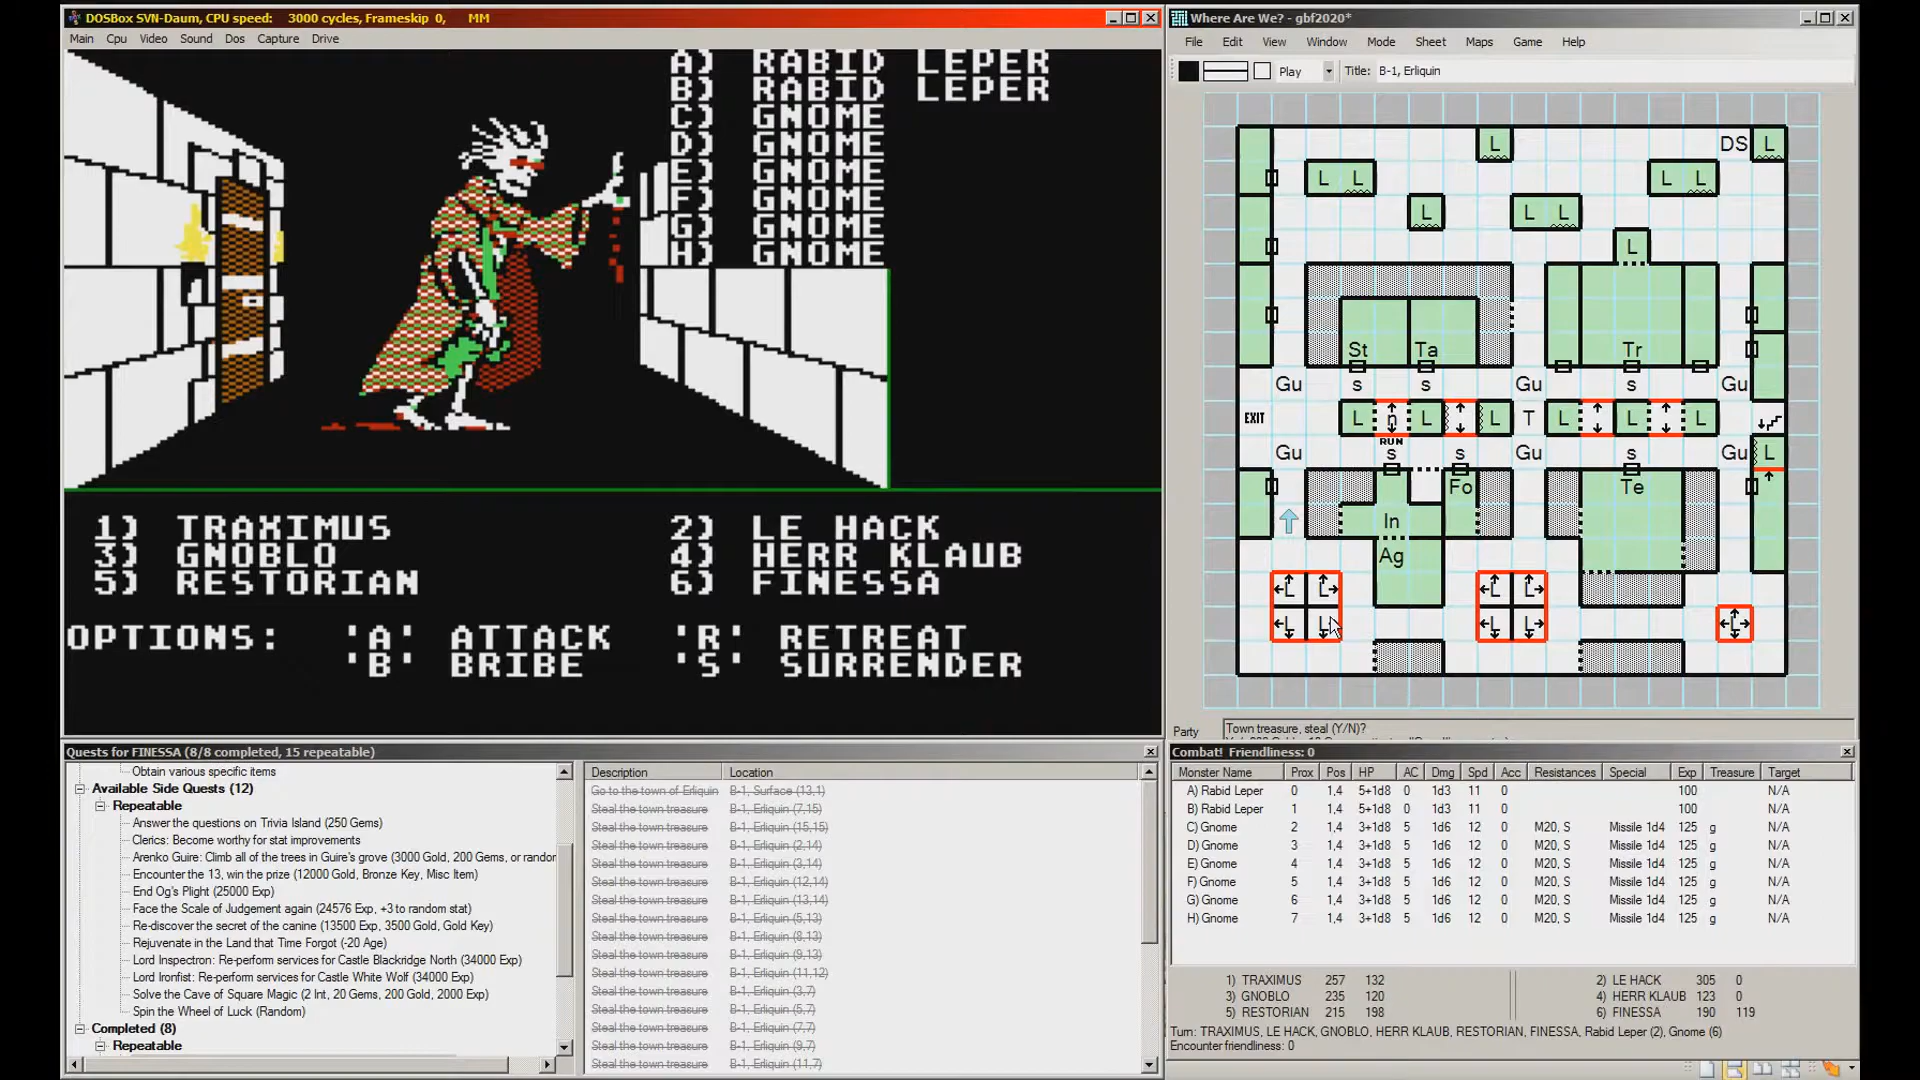 DOSBox SVN-Daum, CPU speed: 3000 cycles, Frameskip 0, MM
Main Cpu Video Sound Dos Capture Drive
A) RABID LEPER
B) RABID LEPER
C) GNOME
D) GNOME
E) GNOME
F) GNOME
G) GNOME
H) GNOME
1) TRAXIMUS 2) LE HACK
3) GNOBLO 4) HERR KLAUB
5) RESTORIAN 6) FINESSA
OPTIONS: 'A' ATTACK 'R' RETREAT
'B' BRIBE 'S' SURRENDER
Where Are We? - gbf2020*
File Edit View Window Mode Sheet Maps Game Help
Play Title: B-1, Erliquin
L DS L
L L L L
L L L
L
St Ta Tr
Gu s s Gu s Gu
EXIT L n L L T L L L
RUN
Gu s s Gu s Gu L
Fo Te
In
Ag
L L L L
L L L L L
Party Town treasure, steal (Y/N)?
Quests for FINESSA (8/8 completed, 15 repeatable)
Obtain various specific items
Available Side Quests (12)
Repeatable
Answer the questions on Trivia Island (250 Gems)
Clerics: Become worthy for stat improvements
Arenko Guire: Climb all of the trees in Guire's grove (3000 Gold, 200 Gems, or randor
Encounter the 13, win the prize (12000 Gold, Bronze Key, Misc Item)
End Og's Plight (25000 Exp)
Face the Scale of Judgement again (24576 Exp, +3 to random stat)
Re-discover the secret of the canine (13500 Exp, 3500 Gold, Gold Key)
Rejuvenate in the Land that Time Forgot (-20 Age)
Lord Inspectron: Re-perform services for Castle Blackridge North (34000 Exp)
Lord Ironfist: Re-perform services for Castle White Wolf (34000 Exp)
Solve the Cave of Square Magic (2 Int, 20 Gems, 200 Gold, 2000 Exp)
Spin the Wheel of Luck (Random)
Completed (8)
Repeatable
Description Location
Go to the town of Erliquin B-1, Surface (13,1)
Steal the town treasure B-1, Erliquin (7,15)
Steal the town treasure B-1, Erliquin (15,15)
Steal the town treasure B-1, Erliquin (2,14)
Steal the town treasure B-1, Erliquin (3,14)
Steal the town treasure B-1, Erliquin (12,14)
Steal the town treasure B-1, Erliquin (13,14)
Steal the town treasure B-1, Erliquin (5,13)
Steal the town treasure B-1, Erliquin (8,13)
Steal the town treasure B-1, Erliquin (9,13)
Steal the town treasure B-1, Erliquin (11,12)
Steal the town treasure B-1, Erliquin (3,7)
Steal the town treasure B-1, Erliquin (5,7)
Steal the town treasure B-1, Erliquin (7,7)
Steal the town treasure B-1, Erliquin (9,7)
Steal the town treasure B-1, Erliquin (11,7)
Combat! Friendliness: 0
Monster Name Prox Pos HP AC Dmg Spd Acc Resistances Special Exp Treasure Target
A) Rabid Leper 0 1,4 5+1d8 0 1d3 11 0 100 N/A
B) Rabid Leper 1 1,4 5+1d8 0 1d3 11 0 100 N/A
C) Gnome 2 1,4 3+1d8 5 1d6 12 0 M20, S Missile 1d4 125 g N/A
D) Gnome 3 1,4 3+1d8 5 1d6 12 0 M20, S Missile 1d4 125 g N/A
E) Gnome 4 1,4 3+1d8 5 1d6 12 0 M20, S Missile 1d4 125 g N/A
F) Gnome 5 1,4 3+1d8 5 1d6 12 0 M20, S Missile 1d4 125 g N/A
G) Gnome 6 1,4 3+1d8 5 1d6 12 0 M20, S Missile 1d4 125 g N/A
H) Gnome 7 1,4 3+1d8 5 1d6 12 0 M20, S Missile 1d4 125 g N/A
1) TRAXIMUS 257 132 2) LE HACK 305 0
3) GNOBLO 235 120 4) HERR KLAUB 123 0
5) RESTORIAN 215 198 6) FINESSA 190 119
Turn: TRAXIMUS, LE HACK, GNOBLO, HERR KLAUB, RESTORIAN, FINESSA, Rabid Leper (2), Gnome (6)
Encounter friendliness: 0